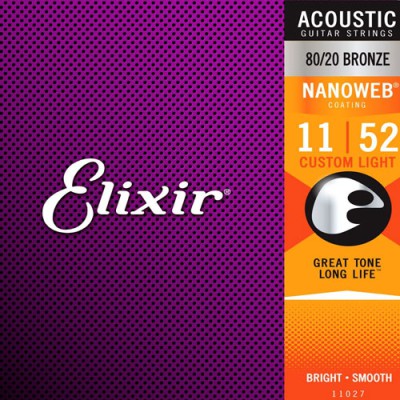 ACOUSTIC
GUITAR STRINGS
80/20 BRONZE
NANOWEB®
COATING
11 | 52
CUSTOM LIGHT
Elixir®
GREAT TONE
LONG LIFE™
BRIGHT • SMOOTH
11027